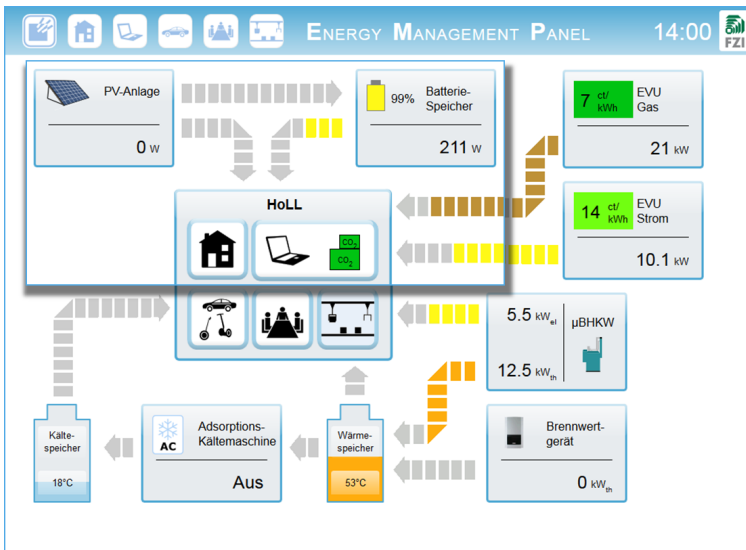 ENERGY MANAGEMENT PANEL
14:00
FZI
PV-Anlage
0 W
99%
Batterie-
Speicher
211 W
7 ct/
kWh
EVU
Gas
21 kW
HoLL
CO2
CO2
14 ct/
kWh
EVU
Strom
10.1 kW
5.5 kWel
µBHKW
12.5 kWth
Kälte-
speicher
18°C
AC
Adsorptions-
Kältemaschine
Aus
Wärme-
speicher
53°C
Brennwert-
gerät
0 kWth